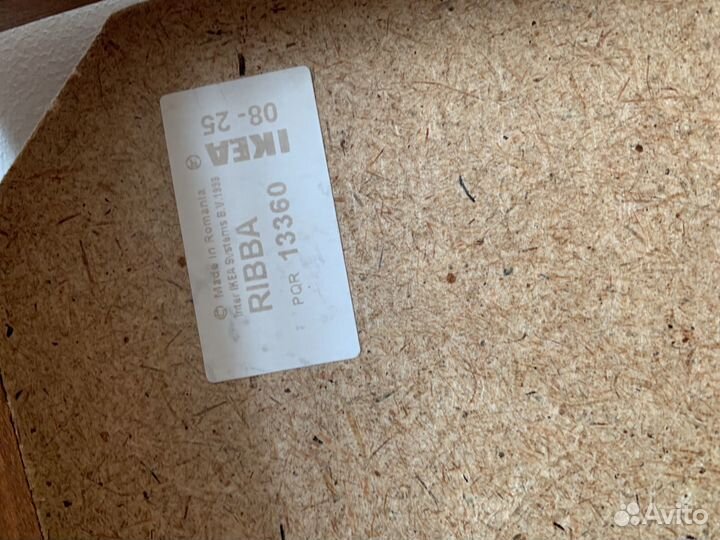 © Made in Romania
Inter IKEA Systems B.V. 1999
RIBBA
PQR 13360
IKEA ®
08-25
Avito